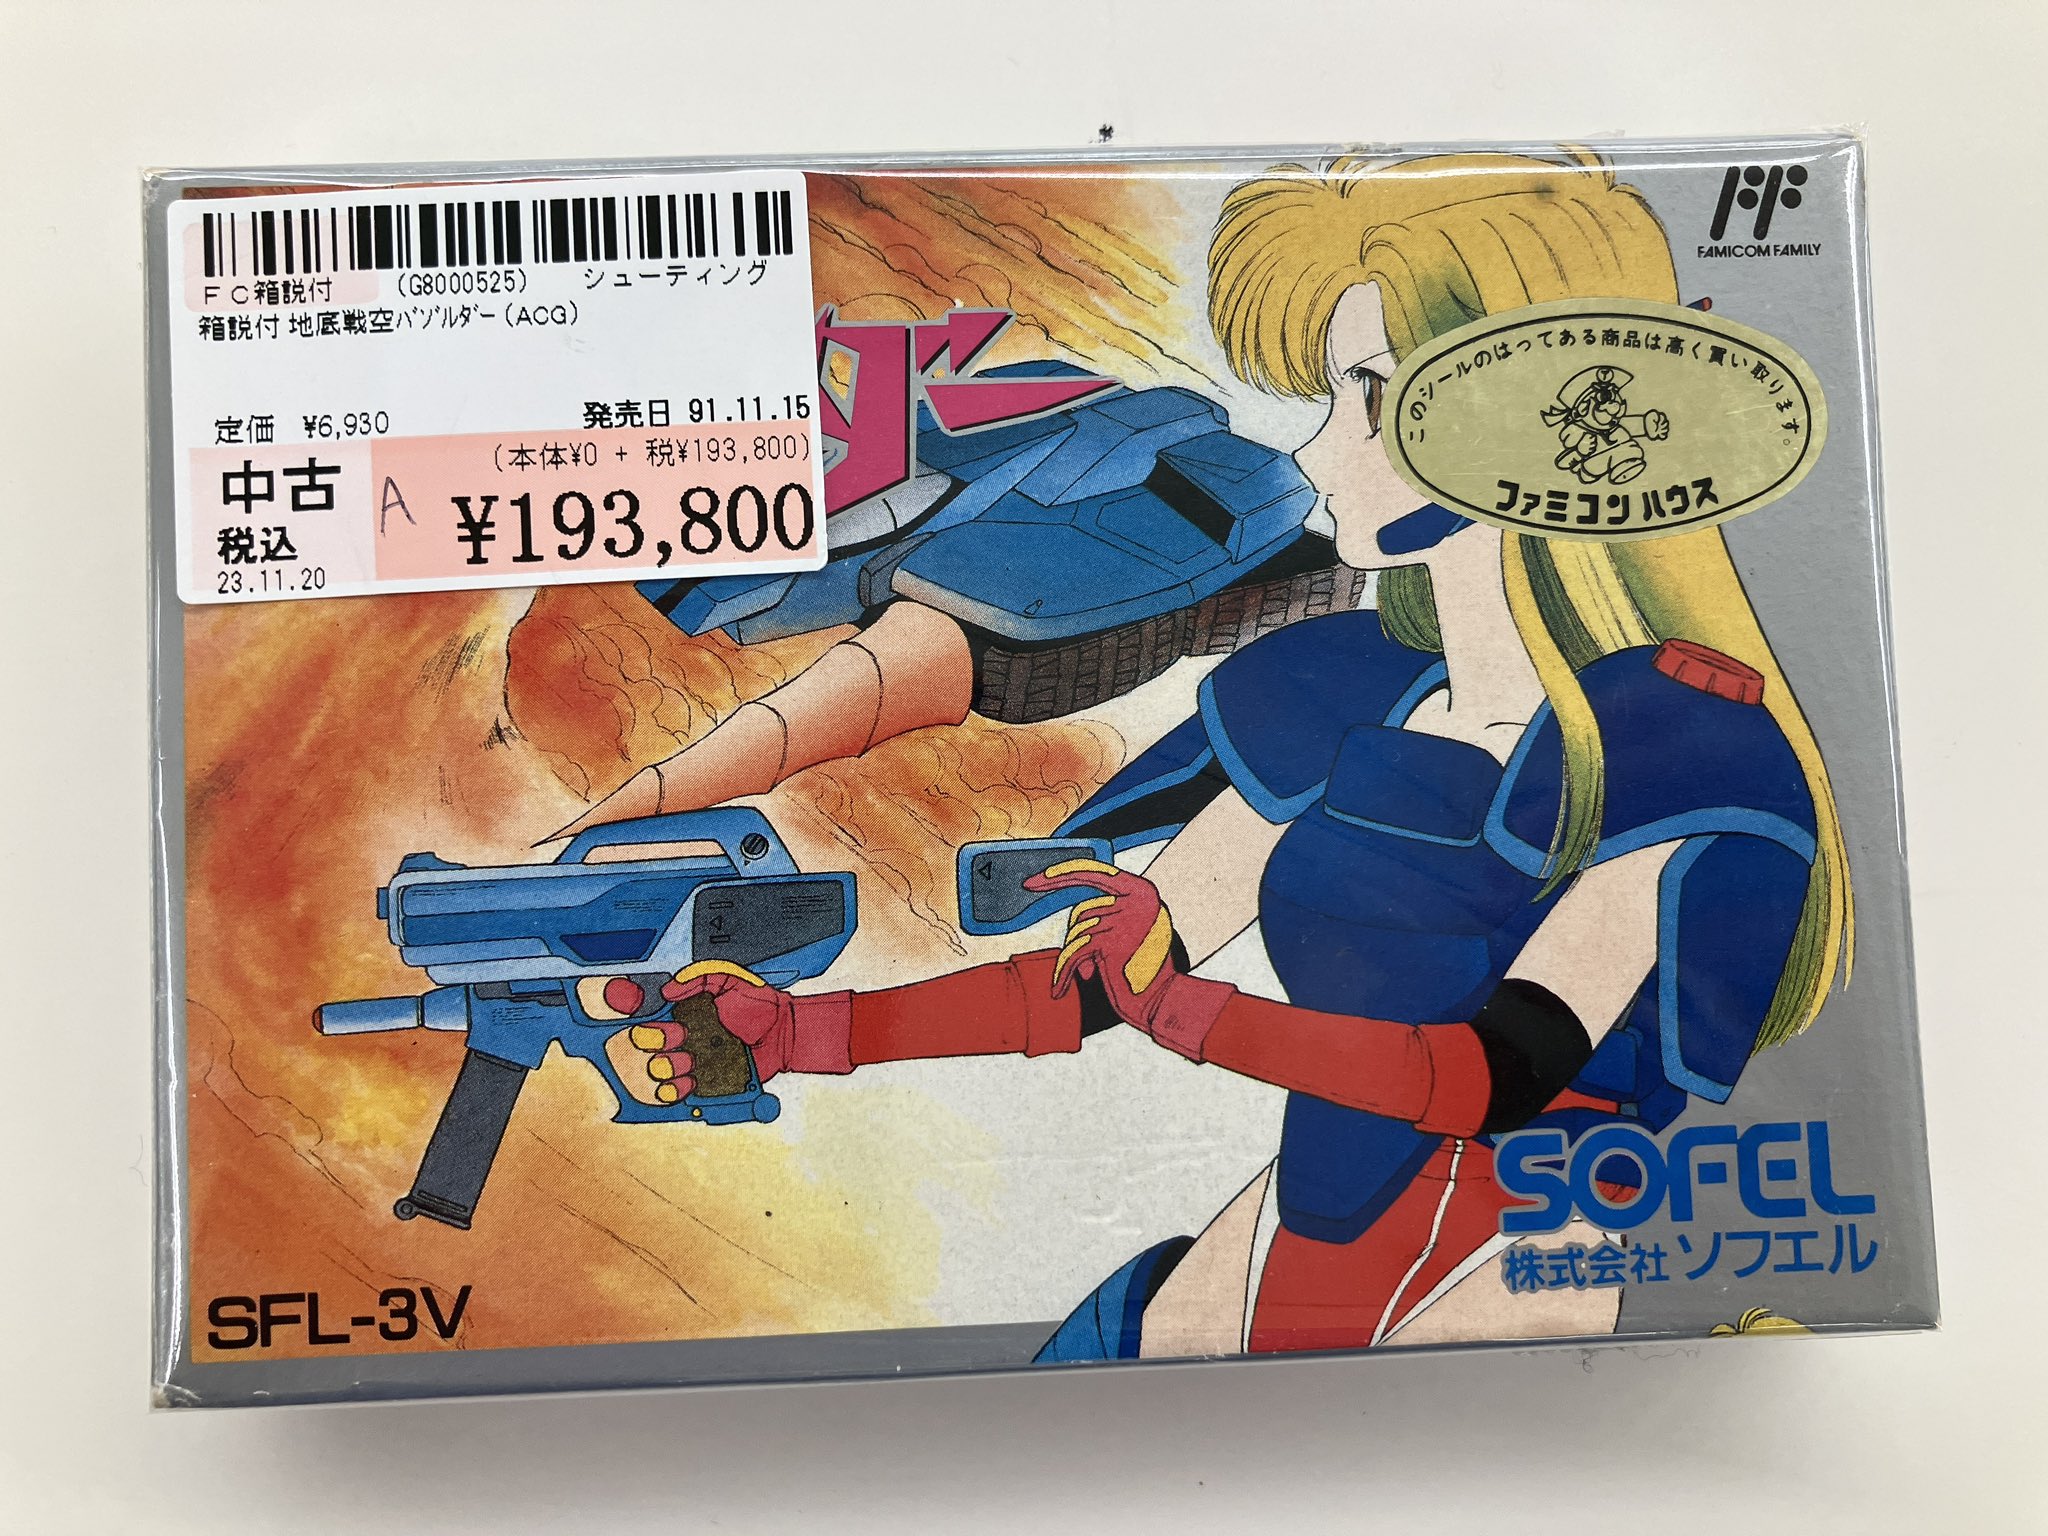 FC箱説付 (G8000525) シューティング
箱説付 地底戦空ﾊﾞｿﾞﾙﾀﾞｰ(ACG)
定価 ¥6,930 発売日 91.11.15
(本体¥0 + 税¥193,800)
中古 A ¥193,800
税込
23.11.20
ダー
FAMICOM FAMILY
このシールのはってある商品は高く買い取ります。
ファミコンハウス
SOFEL
株式会社ソフエル
SFL-3V